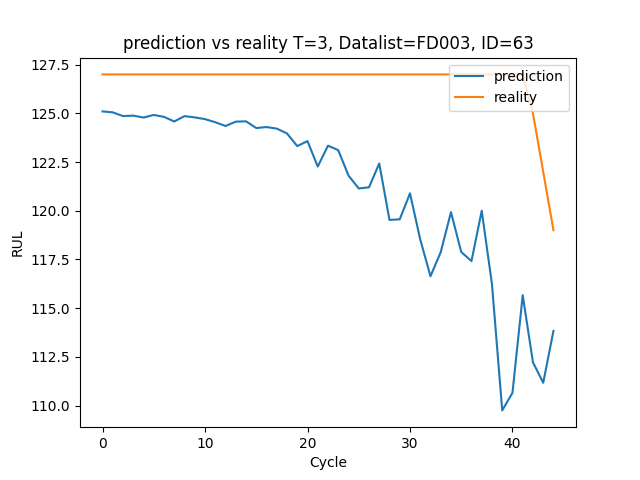 prediction vs reality T=3, Datalist=FD003, ID=63
prediction
reality
127.5
125.0
122.5
120.0
117.5
115.0
112.5
110.0
RUL
0
10
20
30
40
Cycle